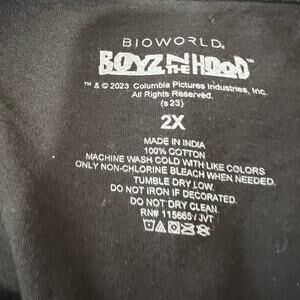 BIOWORLD®
BOYZ N THE HOOD™
™ & © 2023 Columbia Pictures Industries, Inc.
All Rights Reserved.
(s23)
2X
MADE IN INDIA
100% COTTON
MACHINE WASH COLD WITH LIKE COLORS
ONLY NON-CHLORINE BLEACH WHEN NEEDED.
TUMBLE DRY LOW.
DO NOT IRON IF DECORATED.
DO NOT DRY CLEAN.
RN# 115665/ JVT